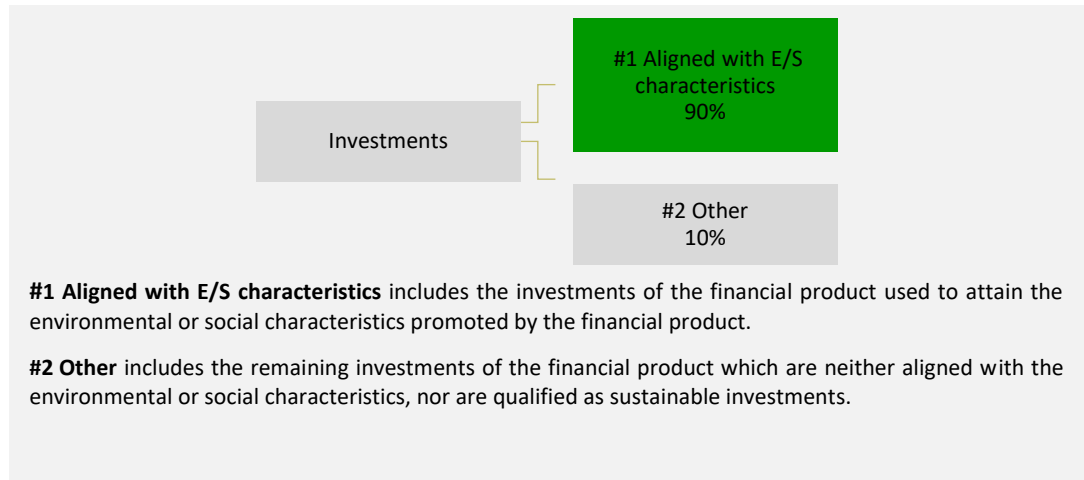 #1 Aligned with E/S
characteristics
90%
Investments
#2 Other
10%
#1 Aligned with E/S characteristics includes the investments of the financial product used to attain the
environmental or social characteristics promoted by the financial product.
#2 Other includes the remaining investments of the financial product which are neither aligned with the
environmental or social characteristics, nor are qualified as sustainable investments.